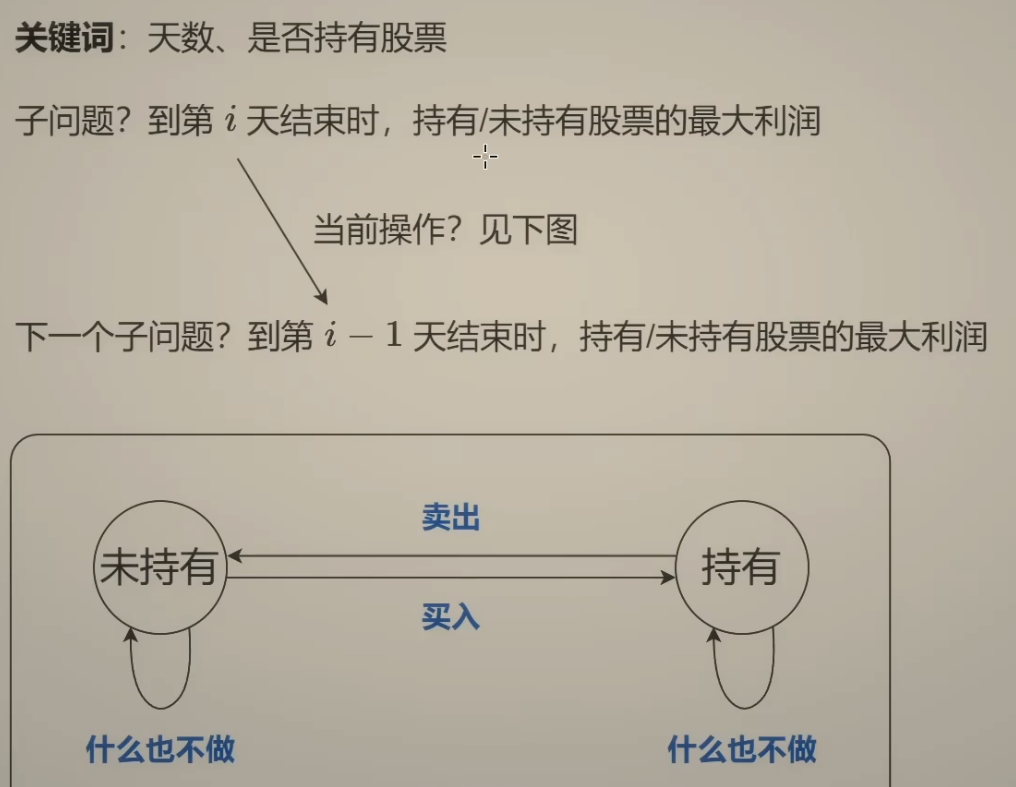 关键词：天数、是否持有股票
子问题？到第 i 天结束时，持有/未持有股票的最大利润
当前操作？见下图
下一个子问题？到第 i − 1 天结束时，持有/未持有股票的最大利润
卖出
未持有
持有
买入
什么也不做
什么也不做